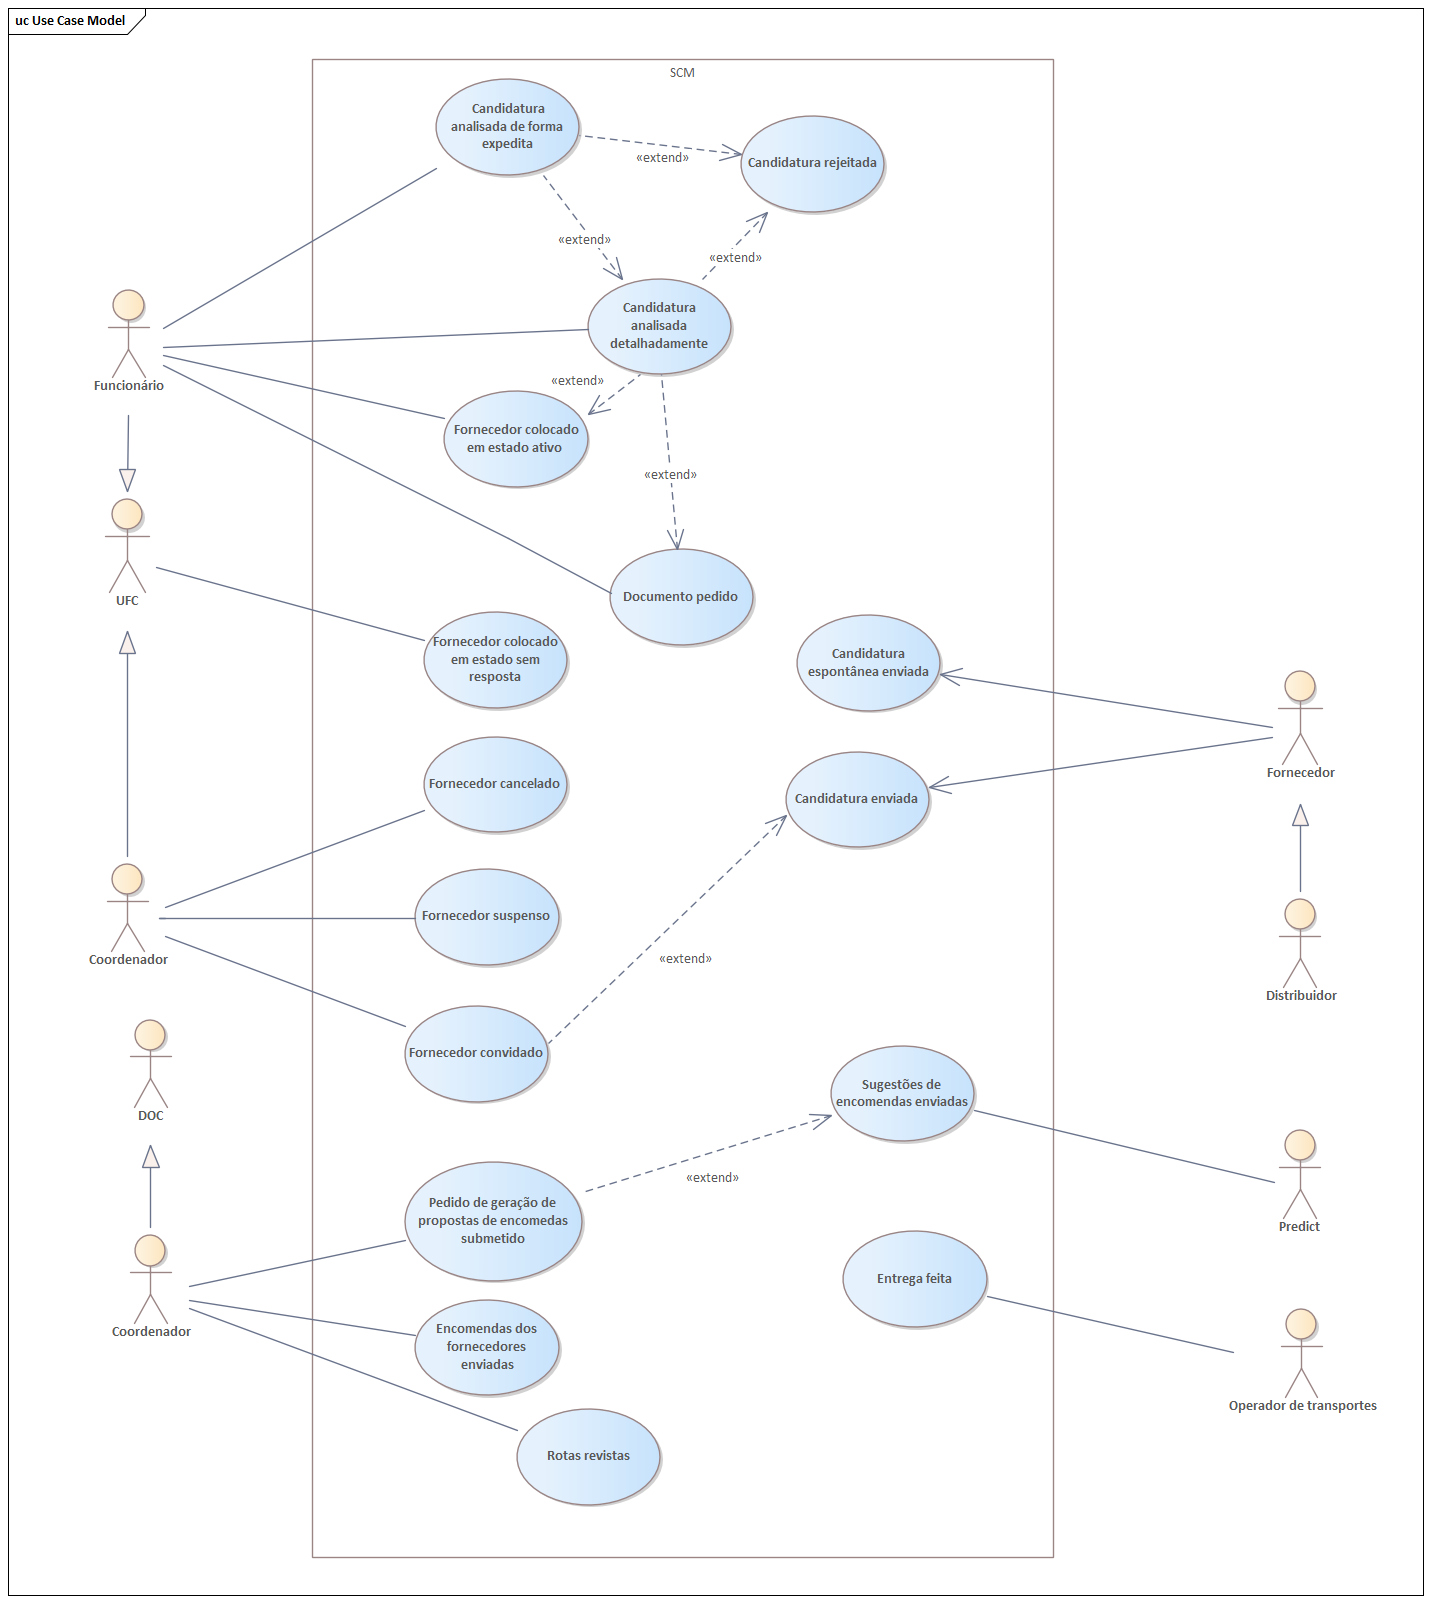 uc Use Case Model
SCM
Candidatura
analisada de forma
expedita
«extend»
Candidatura rejeitada
«extend»
«extend»
Candidatura
analisada
detalhadamente
Funcionário
«extend»
Fornecedor colocado
em estado ativo
«extend»
UFC
Documento pedido
Fornecedor colocado
em estado sem
resposta
Candidatura
espontânea enviada
Fornecedor
Fornecedor cancelado
Candidatura enviada
Fornecedor suspenso
Coordenador
«extend»
Distribuidor
Fornecedor convidado
DOC
Sugestões de
encomendas enviadas
«extend»
Pedido de geração de
propostas de encomedas
submetido
Predict
Entrega feita
Coordenador
Encomendas dos
fornecedores
enviadas
Operador de transportes
Rotas revistas